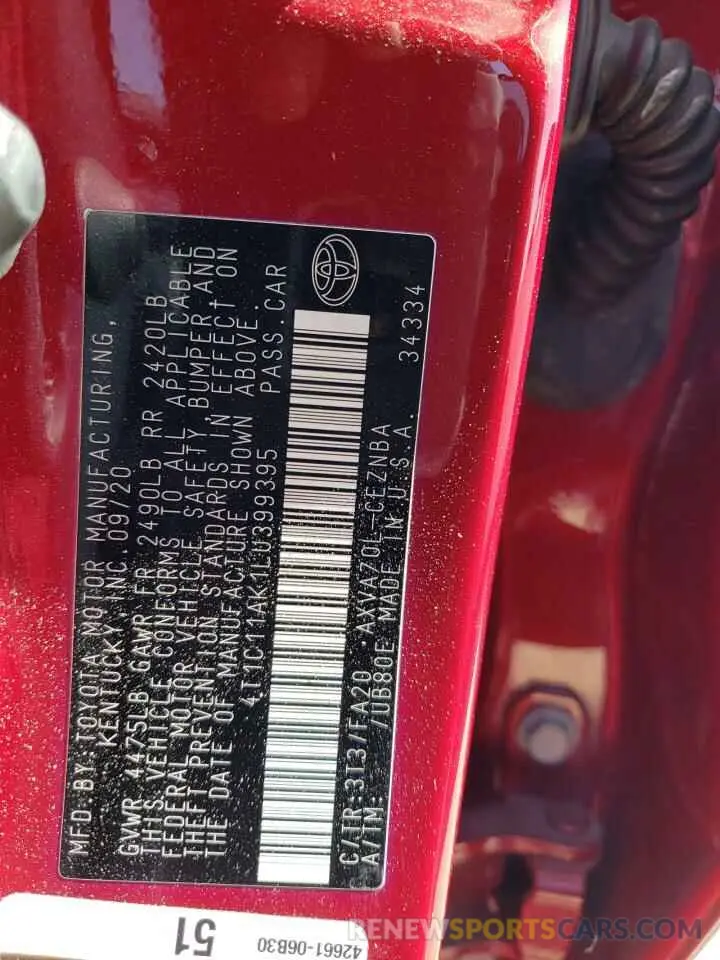 MFD.BY: TOYOTA MOTOR MANUFACTURING,
KENTUCKY INC. 09/20
GVWR 4475LB GAWR FR 2490LB RR 2420LB
THIS VEHICLE CONFORMS TO ALL APPLICABLE
FEDERAL MOTOR VEHICLE SAFETY BUMPER, AND
THEFT PREVENTION STANDARDS IN EFFECT ON
THE DATE OF MANUFACTURE SHOWN ABOVE.
4T1C11AK1LU399395 PASS.CAR
C/TR:3T3/FA20 AXVA70L-CEZNBA
A/TM: /UB80E MADE IN U.S.A. 34334
51 42661-06B30
RENEWSPORTSCARS.COM